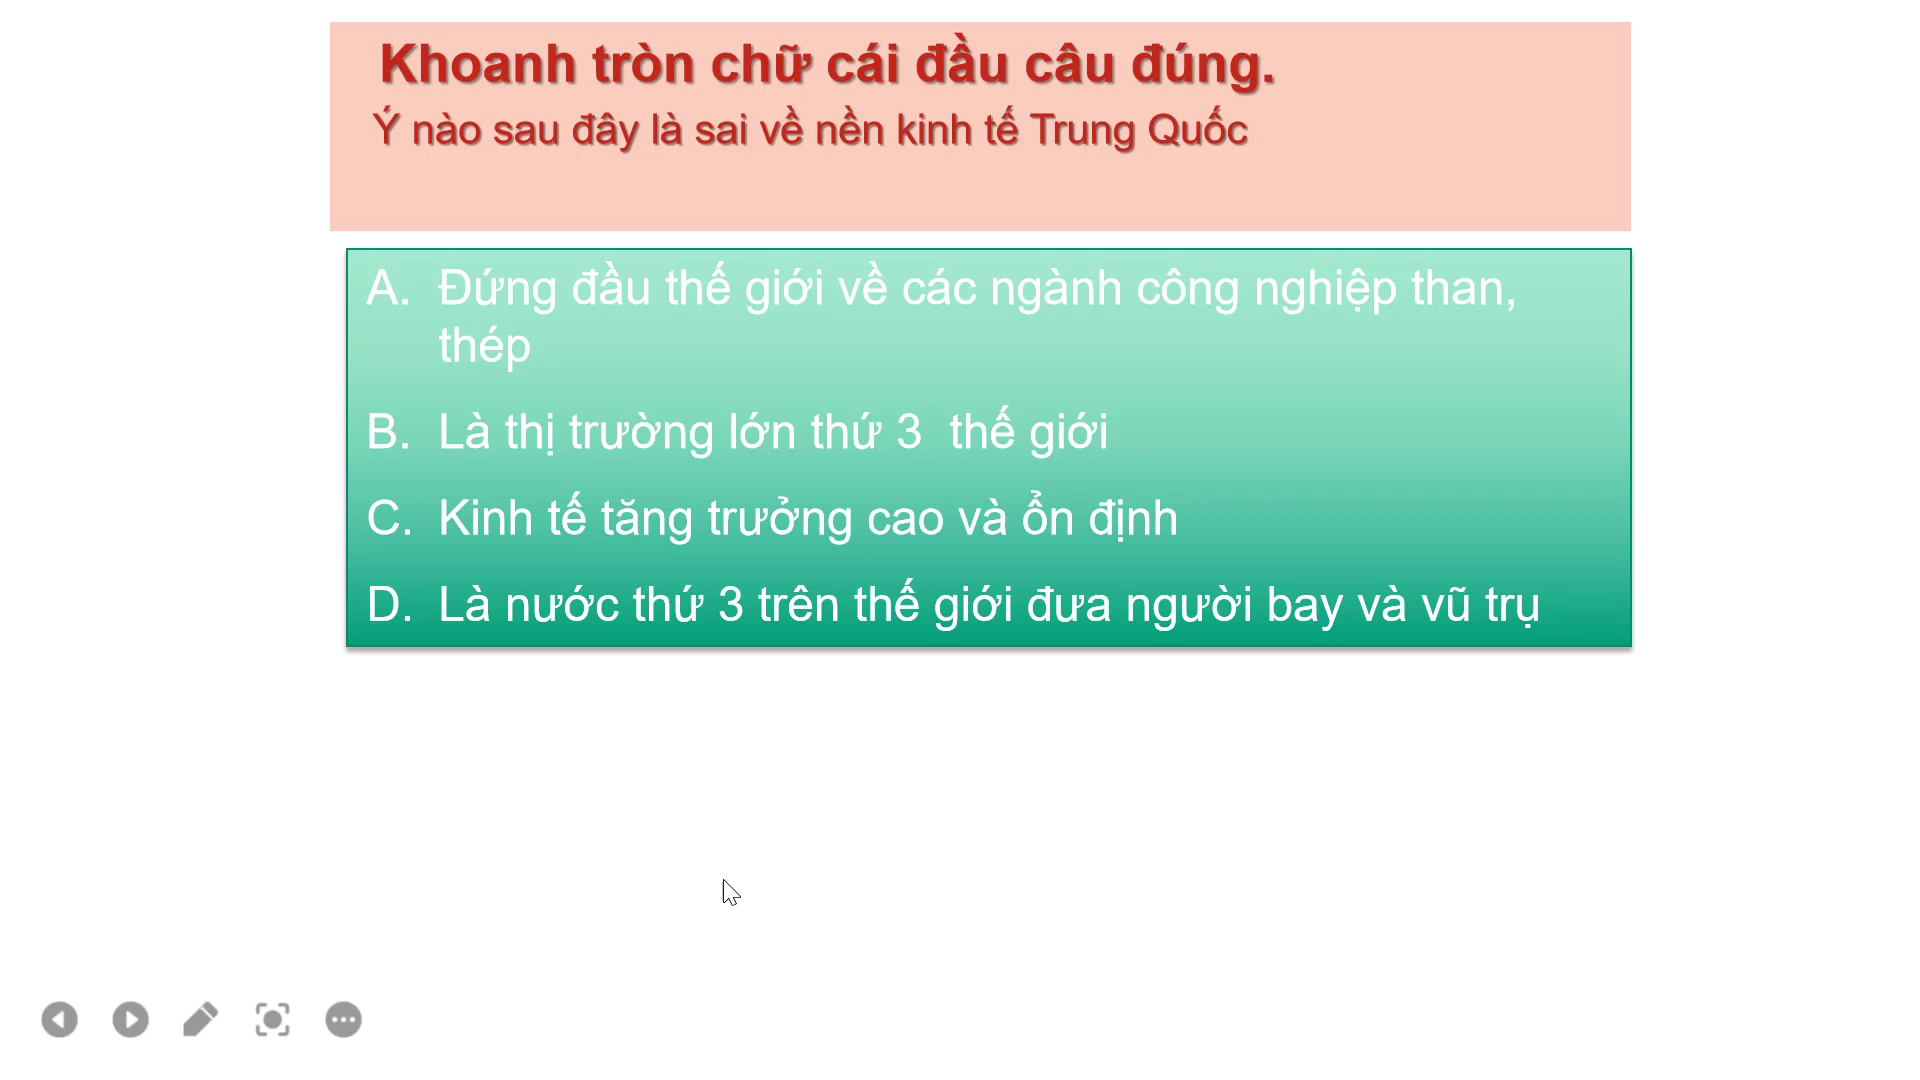 Khoanh tròn chữ cái đầu câu đúng.
Ý nào sau đây là sai về nền kinh tế Trung Quốc
A. Đứng đầu thế giới về các ngành công nghiệp than,
thép
B. Là thị trường lớn thứ 3 thế giới
C. Kinh tế tăng trưởng cao và ổn định
D. Là nước thứ 3 trên thế giới đưa người bay và vũ trụ